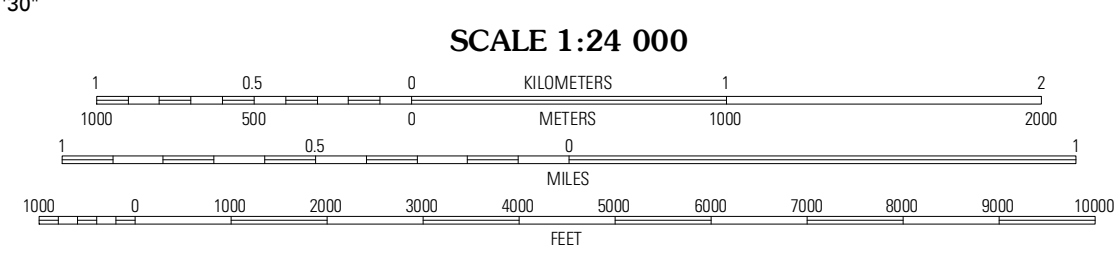 '30"
SCALE 1:24 000
1 0.5 0 KILOMETERS 1 2
1000 500 0 METERS 1000 2000
1 0.5 0 1
MILES
1000 0 1000 2000 3000 4000 5000 6000 7000 8000 9000 10000
FEET